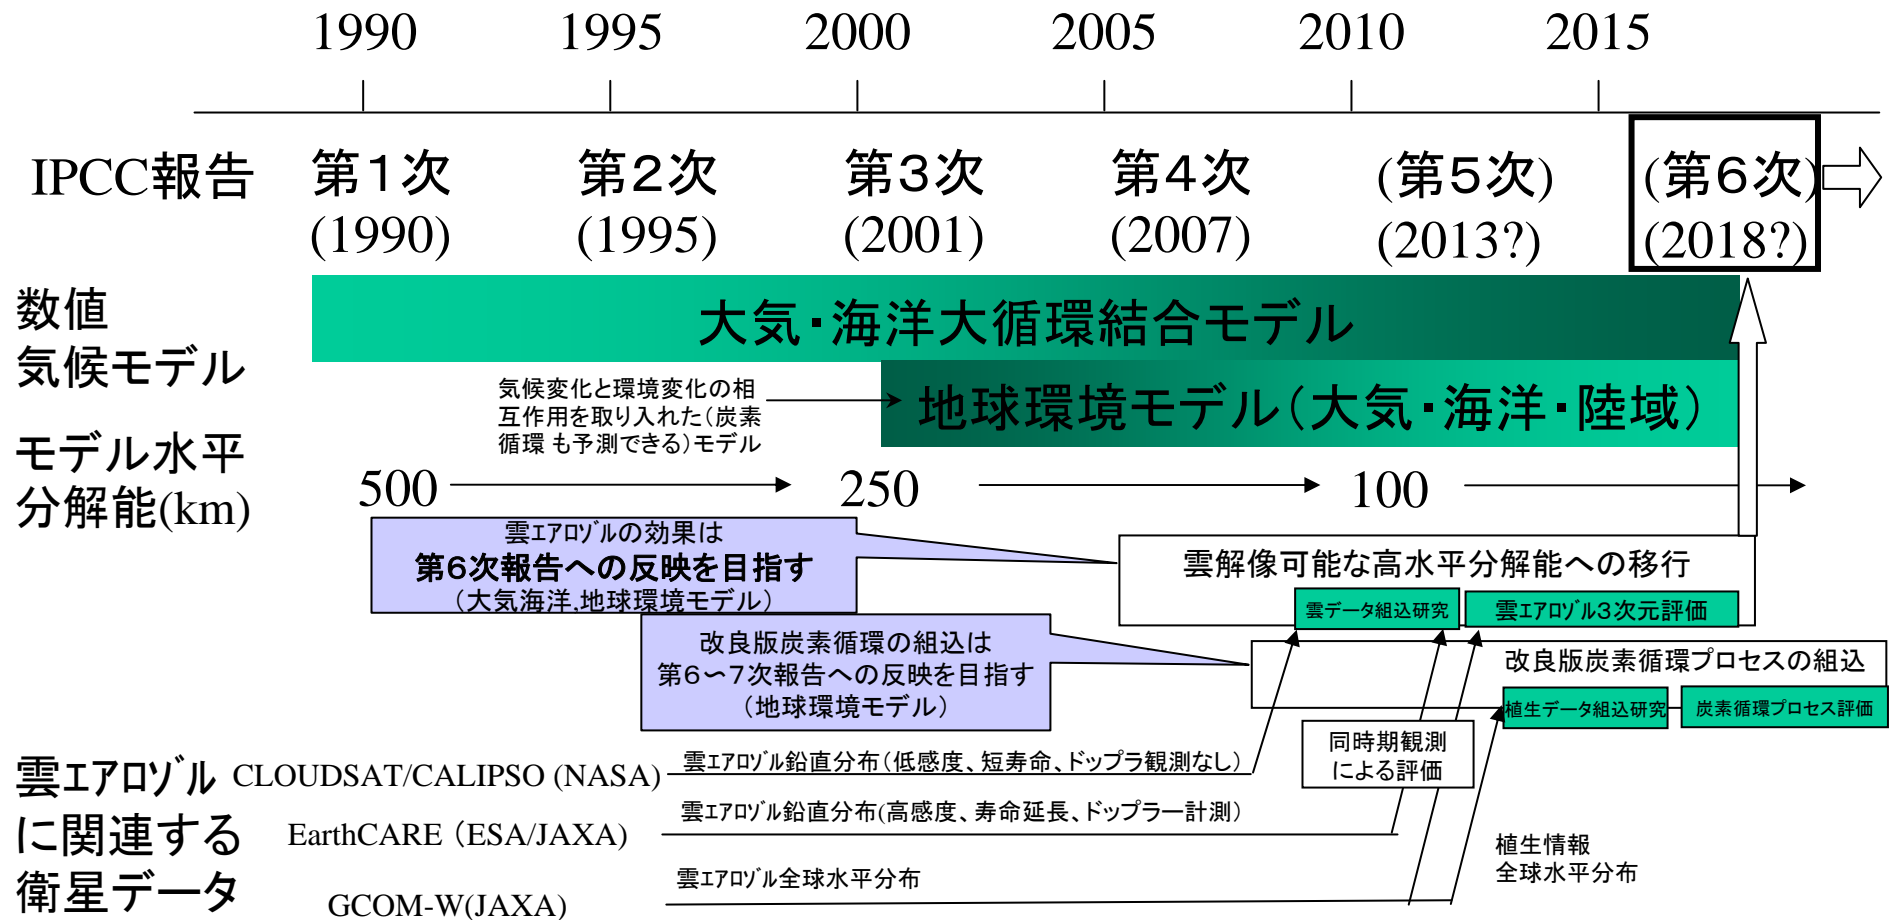 1990 1995 2000 2005 2010 2015
IPCC報告 第1次 第2次 第3次 第4次 (第5次) (第6次)
(1990) (1995) (2001) (2007) (2013?) (2018?)
数値
気候モデル
大気・海洋大循環結合モデル
気候変化と環境変化の相
互作用を取り入れた（炭素
循環 も予測できる）モデル
地球環境モデル（大気・海洋・陸域）
モデル水平
分解能(km)
500 250 100
雲ｴｱﾛｿﾞﾙの効果は
第6次報告への反映を目指す
（大気海洋,地球環境モデル）
雲解像可能な高水平分解能への移行
雲データ組込研究 雲ｴｱﾛｿﾞﾙ3次元評価
改良版炭素循環の組込は
第6〜7次報告への反映を目指す
（地球環境モデル）
改良版炭素循環プロセスの組込
植生データ組込研究 炭素循環プロセス評価
同時期観測
による評価
雲ｴｱﾛｿﾞﾙ
に関連する
衛星データ
CLOUDSAT/CALIPSO (NASA) 雲ｴｱﾛｿﾞﾙ鉛直分布（低感度、短寿命、ドップラ観測なし）
EarthCARE （ESA/JAXA) 雲ｴｱﾛｿﾞﾙ鉛直分布(高感度、寿命延長、ドップラー計測）
GCOM-W(JAXA) 雲ｴｱﾛｿﾞﾙ全球水平分布
植生情報
全球水平分布